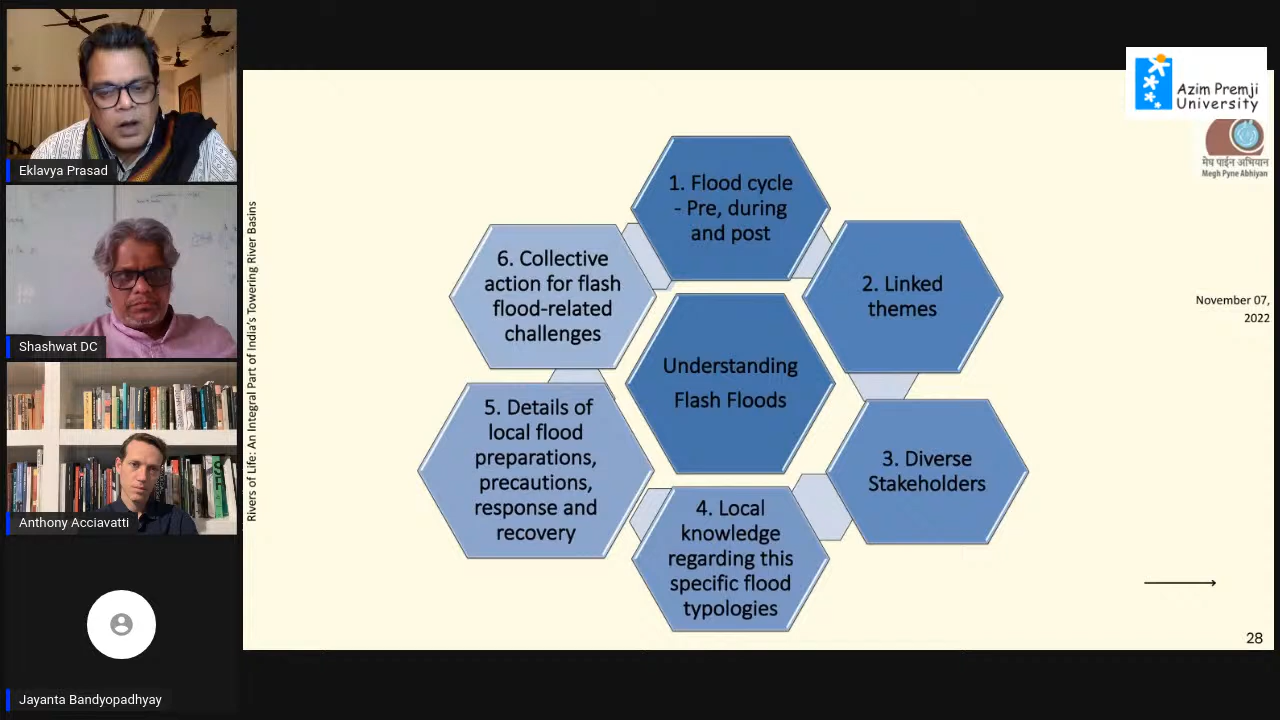 Eklavya Prasad
Shashwat DC
Anthony Acciavatti
Jayanta Bandyopadhyay
Rivers of Life: An Integral Part of India's Towering River Basins
1. Flood cycle
- Pre, during
and post
2. Linked
themes
3. Diverse
Stakeholders
4. Local
knowledge
regarding this
specific flood
typologies
5. Details of
local flood
preparations,
precautions,
response and
recovery
6. Collective
action for flash
flood-related
challenges
Understanding
Flash Floods
Azim Premji
University
मेघ पाईन अभियान
Megh Pyne Abhiyan
November 07,
2022
28